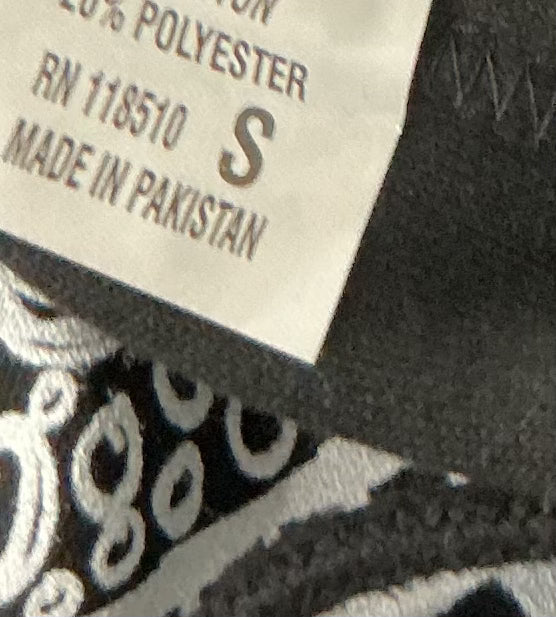 20% POLYESTER
RN 118510 S
MADE IN PAKISTAN